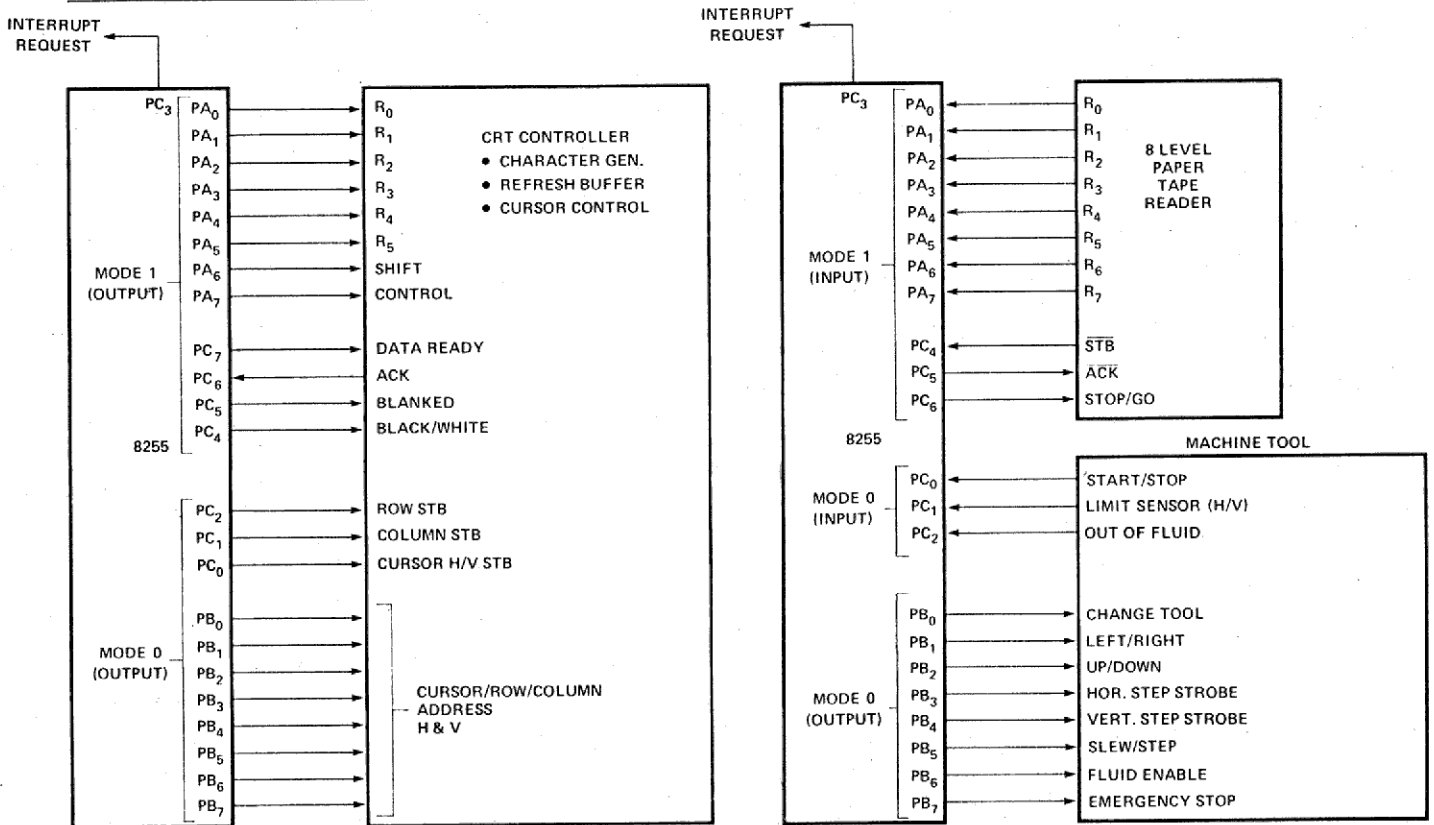 INTERRUPT
REQUEST
PC3
PA0
PA1
PA2
PA3
PA4
PA5
PA6
PA7
MODE 1
(OUTPUT)
PC7
PC6
PC5
PC4
8255
PC2
PC1
PC0
MODE 0
(OUTPUT)
PB0
PB1
PB2
PB3
PB4
PB5
PB6
PB7
R0
R1
R2
R3
R4
R5
SHIFT
CONTROL
CRT CONTROLLER
• CHARACTER GEN.
• REFRESH BUFFER
• CURSOR CONTROL
DATA READY
ACK
BLANKED
BLACK/WHITE
ROW STB
COLUMN STB
CURSOR H/V STB
CURSOR/ROW/COLUMN
ADDRESS
H & V
INTERRUPT
REQUEST
PC3
PA0
PA1
PA2
PA3
PA4
PA5
PA6
PA7
MODE 1
(INPUT)
PC4
PC5
PC6
8255
MODE 0
(INPUT)
PC0
PC1
PC2
MODE 0
(OUTPUT)
PB0
PB1
PB2
PB3
PB4
PB5
PB6
PB7
R0
R1
R2
R3
R4
R5
R6
R7
8 LEVEL
PAPER
TAPE
READER
STB
ACK
STOP/GO
MACHINE TOOL
START/STOP
LIMIT SENSOR (H/V)
OUT OF FLUID
CHANGE TOOL
LEFT/RIGHT
UP/DOWN
HOR. STEP STROBE
VERT. STEP STROBE
SLEW/STEP
FLUID ENABLE
EMERGENCY STOP